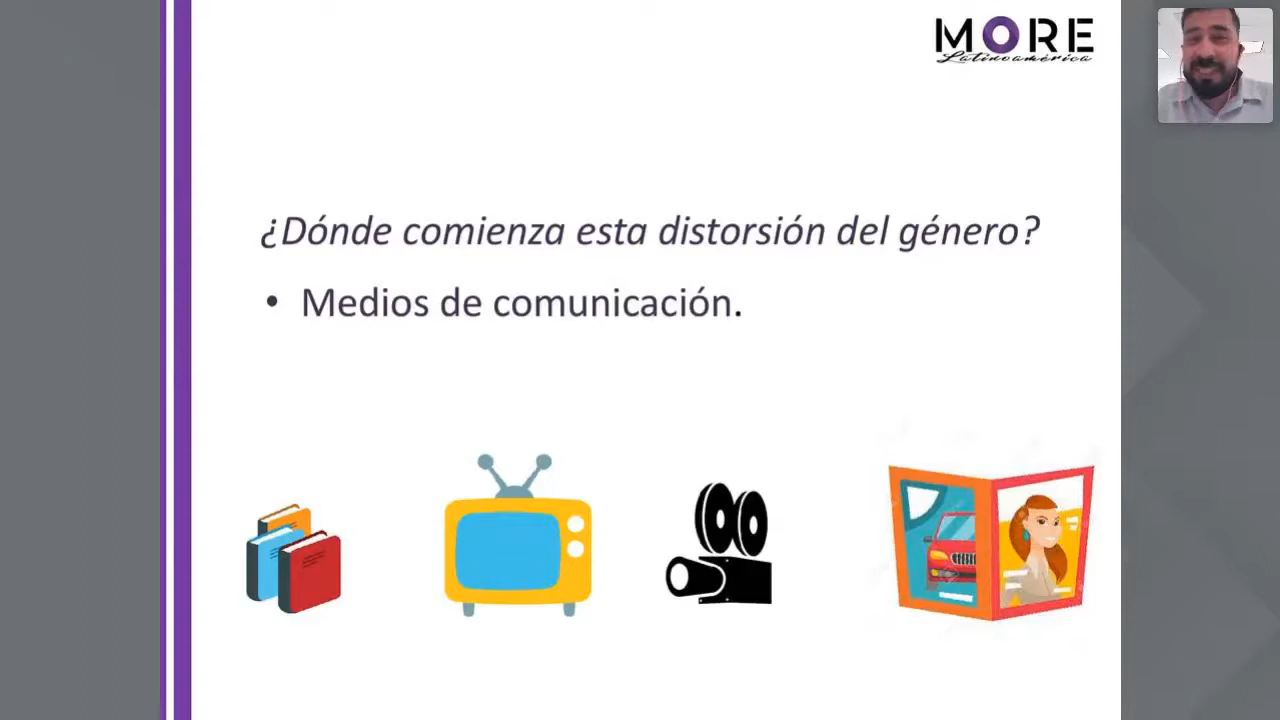 MORE
Latinoamérica
¿Dónde comienza esta distorsión del género?
• Medios de comunicación.